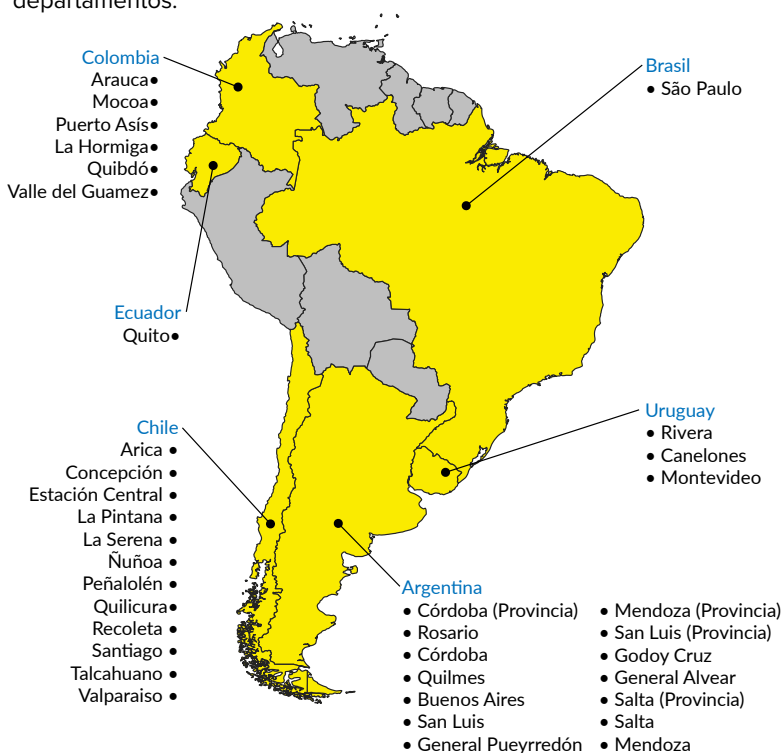 departamentos.
Colombia
Arauca•
Mocoa•
Puerto Asís•
La Hormiga•
Quibdó•
Valle del Guamez•
Brasil
• São Paulo
Ecuador
Quito•
Uruguay
• Rivera
• Canelones
• Montevideo
Chile
Arica •
Concepción •
Estación Central •
La Pintana •
La Serena •
Ñuñoa •
Peñalolén •
Quilicura•
Recoleta •
Santiago •
Talcahuano •
Valparaiso •
Argentina
• Córdoba (Provincia)
• Rosario
• Córdoba
• Quilmes
• Buenos Aires
• San Luis
• General Pueyrredón
• Mendoza (Provincia)
• San Luis (Provincia)
• Godoy Cruz
• General Alvear
• Salta (Provincia)
• Salta
• Mendoza